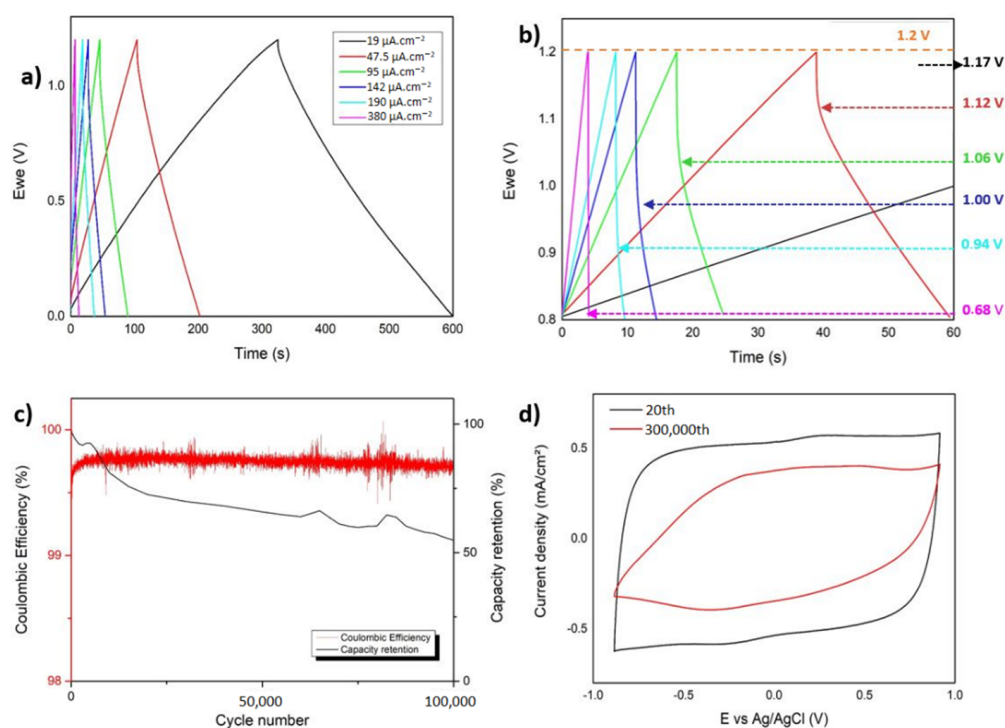 a)
19 μA.cm⁻²
47.5 μA.cm⁻²
95 μA.cm⁻²
142 μA.cm⁻²
190 μA.cm⁻²
380 μA.cm⁻²
1.0
0.5
0.0
Ewe (V)
0 100 200 300 400 500 600
Time (s)
b)
1.2 V
1.17 V
1.12 V
1.06 V
1.00 V
0.94 V
0.68 V
1.2
1.1
1.0
0.9
0.8
Ewe (V)
0 10 20 30 40 50 60
Time (s)
c)
100
99
98
Coulombic Efficiency (%)
100
50
0
Capacity retention (%)
Coulombic Efficiency
Capacity retention
0 50,000 100,000
Cycle number
d)
20th
300,000th
0.5
0.0
-0.5
Current density (mA/cm²)
-1.0 -0.5 0.0 0.5 1.0
E vs Ag/AgCl (V)